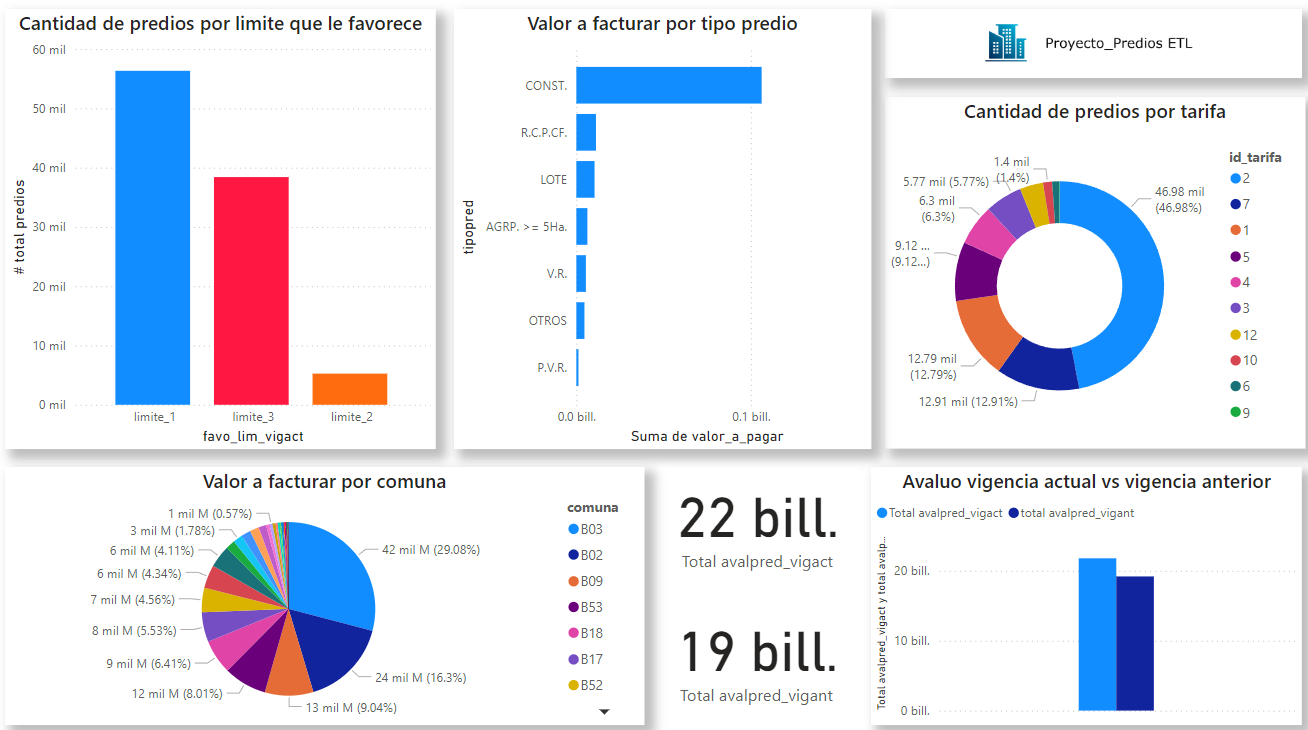 Cantidad de predios por limite que le favorece
60 mil
50 mil
40 mil
30 mil
20 mil
10 mil
0 mil
# total predios
limite_1
limite_3
limite_2
favo_lim_vigact
Valor a facturar por tipo predio
CONST.
R.C.P.CF.
LOTE
AGRP. >= 5Ha.
V.R.
OTROS
P.V.R.
tipopred
0.0 bill.
0.1 bill.
Suma de valor_a_pagar
Proyecto_Predios ETL
Cantidad de predios por tarifa
1.4 mil
(1.4%)
5.77 mil (5.77%)
6.3 mil
(6.3%)
9.12 ...
(9.12...)
12.79 mil
(12.79%)
12.91 mil (12.91%)
46.98 mil
(46.98%)
id_tarifa
2
7
1
5
4
3
12
10
6
9
Valor a facturar por comuna
1 mil M (0.57%)
3 mil M (1.78%)
6 mil M (4.11%)
6 mil M (4.34%)
7 mil M (4.56%)
8 mil M (5.53%)
9 mil M (6.41%)
12 mil M (8.01%)
13 mil M (9.04%)
24 mil M (16.3%)
42 mil M (29.08%)
comuna
B03
B02
B09
B53
B18
B17
B52
22 bill.
Total avalpred_vigact
19 bill.
Total avalpred_vigant
Avaluo vigencia actual vs vigencia anterior
Total avalpred_vigact
total avalpred_vigant
Total avalpred_vigact y total avalp...
20 bill.
10 bill.
0 bill.